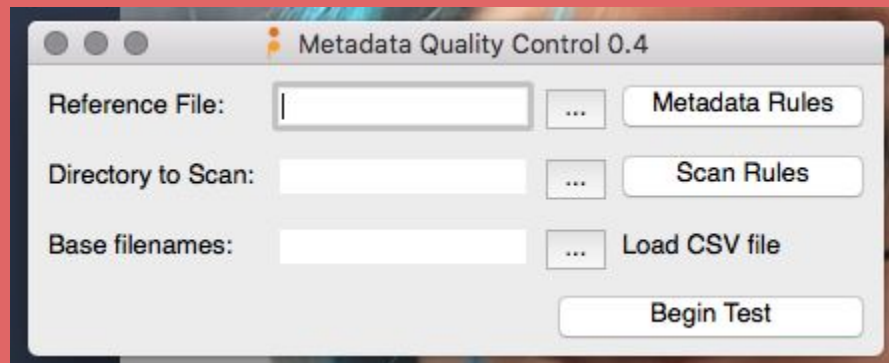 Metadata Quality Control 0.4
Reference File: ... Metadata Rules
Directory to Scan: ... Scan Rules
Base filenames: ... Load CSV file
Begin Test